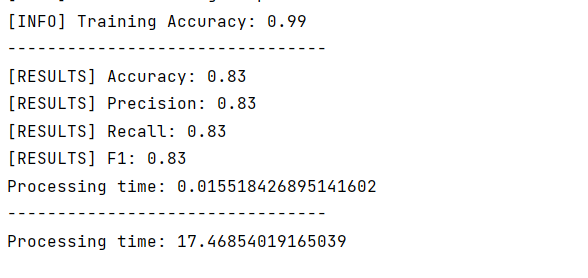 [INFO] Training Accuracy: 0.99
--------------------------------
[RESULTS] Accuracy: 0.83
[RESULTS] Precision: 0.83
[RESULTS] Recall: 0.83
[RESULTS] F1: 0.83
Processing time: 0.015518426895141602
--------------------------------
Processing time: 17.46854019165039